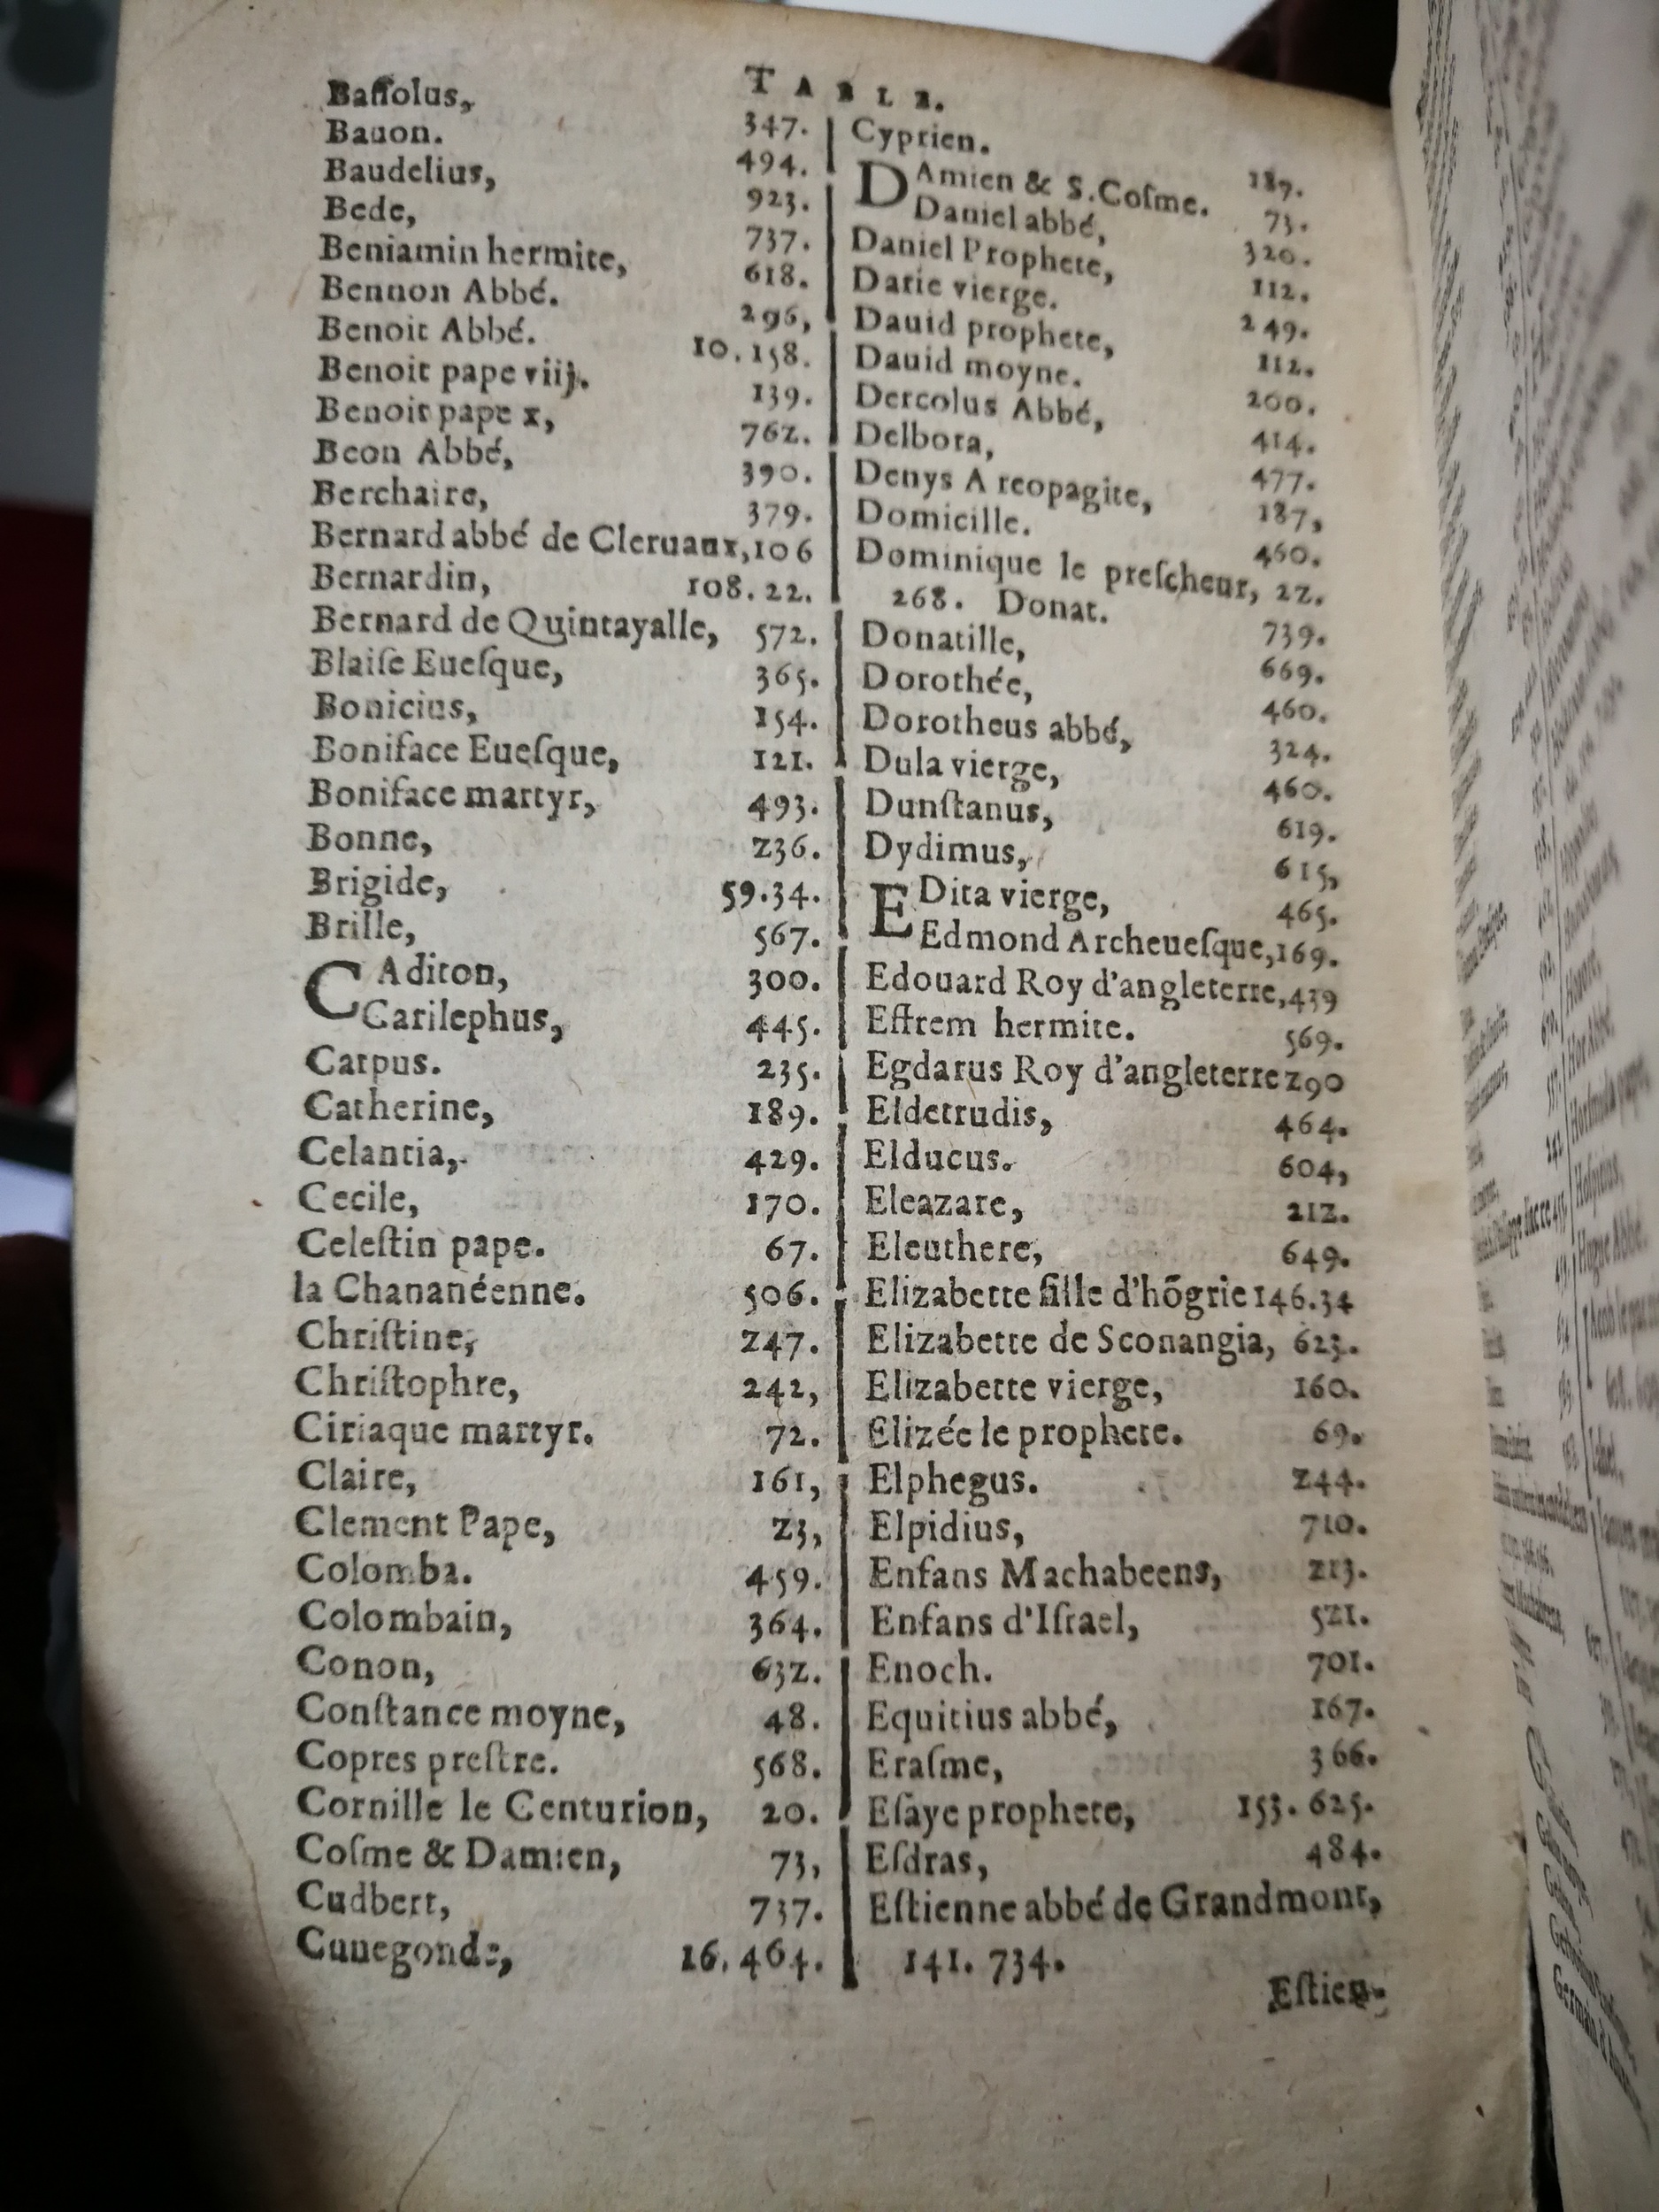 TABLE.
Baſſolus, 347.
Bauon. 494.
Baudelius, 923.
Bede, 737.
Beniamin hermite, 618.
Bennon Abbé. 296,
Benoit Abbé. 10.158.
Benoit pape viij. 139.
Benoit pape x, 762.
Beon Abbé, 390.
Berchaire, 379.
Bernard abbé de Cleruaux, 106
Bernardin, 108.22.
Bernard de Quintayalle, 572.
Blaiſe Eueſque, 365.
Bonicius, 154.
Boniface Eueſque, 121.
Boniface martyr, 493.
Bonne, 236.
Brigide, 59.34.
Brille, 567.
CAditon, 300.
Carilephus, 445.
Carpus. 235.
Catherine, 189.
Celantia, 429.
Cecile, 170.
Celeſtin pape. 67.
la Chananéenne. 506.
Chriſtine, 247.
Chriſtophre, 242,
Ciriaque martyr. 72.
Claire, 161,
Clement Pape, 23,
Colomba. 459.
Colombain, 364.
Conon, 632.
Conſtance moyne, 48.
Copres preſtre. 568.
Cornille le Centurion, 20.
Coſme & Damien, 73,
Cudbert, 737.
Cunegonde, 16.464.
Cyprien. 187.
DAmien & S. Coſme. 73.
Daniel abbé, 320.
Daniel Prophete, 112.
Darie vierge. 249.
Dauid prophete, 112.
Dauid moyne. 200.
Dercolus Abbé, 414.
Delbora, 477.
Denys Areopagite, 187,
Domicille. 460.
Dominique le preſcheur, 22.
268. Donat. 739.
Donatille, 669.
Dorothée, 460.
Dorotheus abbé, 324.
Dula vierge, 460.
Dunſtanus, 619.
Dydimus, 615,
EDita vierge, 465.
Edmond Archeueſque, 169.
Edouard Roy d'angleterre, 439
Effrem hermite. 569.
Egdarus Roy d'angleterre 290
Eldetrudis, 464.
Elducus. 604,
Eleazare, 212.
Eleuthere, 649.
Elizabette fille d'hõgrie 146.34
Elizabette de Sconangia, 623.
Elizabette vierge, 160.
Elizée le prophete. 69.
Elphegus. 244.
Elpidius, 710.
Enfans Machabeens, 213.
Enfans d'Iſrael, 521.
Enoch. 701.
Equitius abbé, 167.
Eraſme, 366.
Eſaye prophete, 153. 625.
Eſdras, 484.
Eſtienne abbé de Grandmont,
141. 734.
Eſtien-